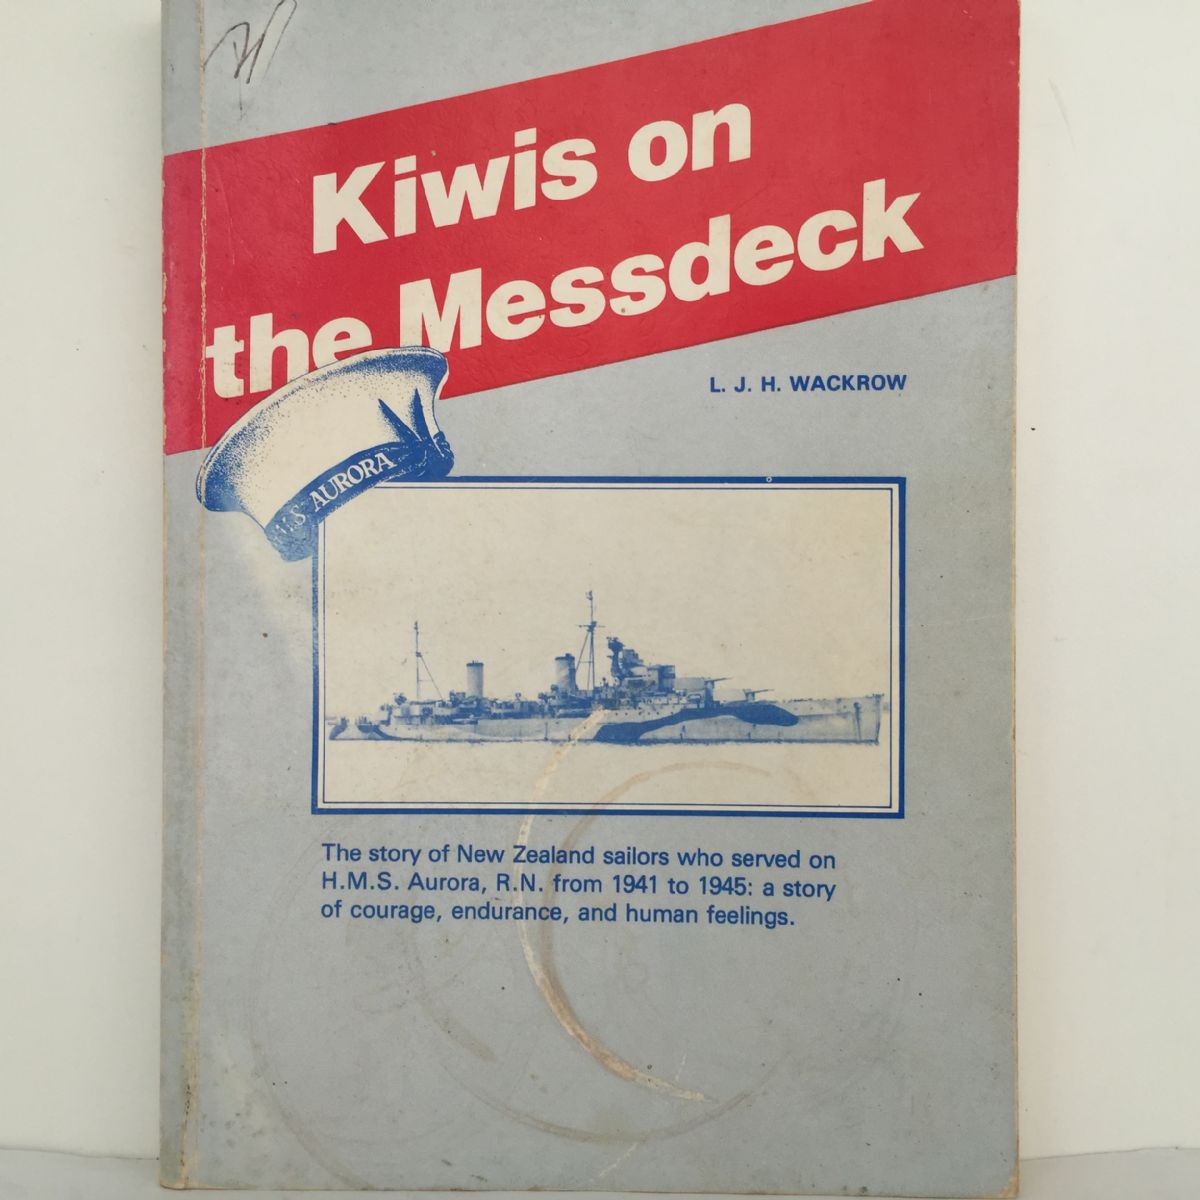 Kiwis on
the Messdeck
L. J. H. WACKROW
AURORA
The story of New Zealand sailors who served on
H.M.S. Aurora, R.N. from 1941 to 1945: a story
of courage, endurance, and human feelings.